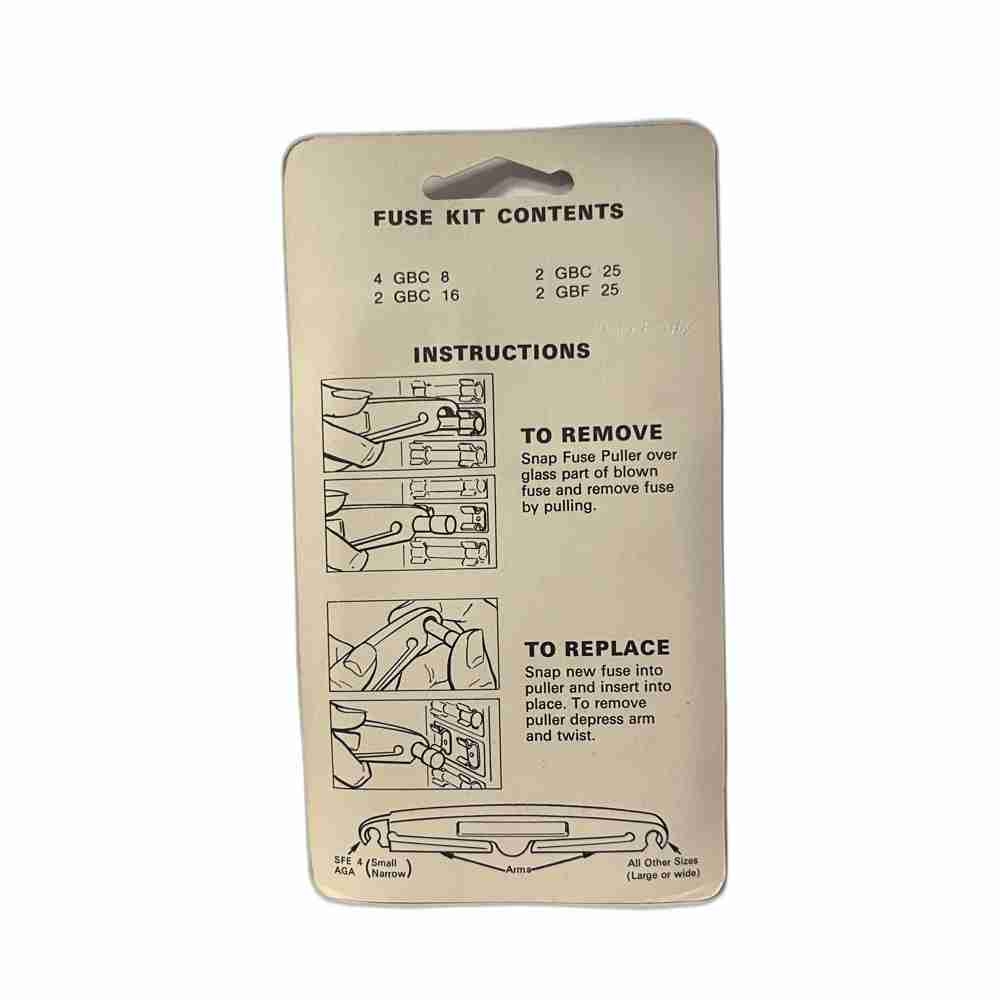 FUSE KIT CONTENTS
4 GBC 8
2 GBC 25
2 GBC 16
2 GBF 25
INSTRUCTIONS
TO REMOVE
Snap Fuse Puller over
glass part of blown
fuse and remove fuse
by pulling.
TO REPLACE
Snap new fuse into
puller and insert into
place. To remove
puller depress arm
and twist.
SFE 4 (Small
AGA Narrow)
Arms
All Other Sizes
(Large or wide)